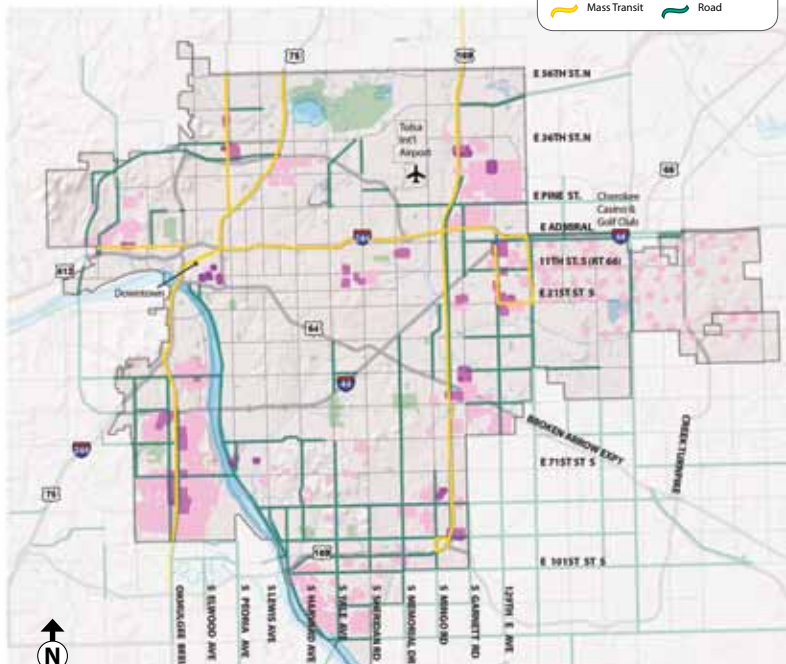 Mass Transit Road
75
169
E 56TH ST. N
Tulsa
Int'l
Airport
E 36TH ST. N
66
E PINE ST.
Cherokee
Casino &
Golf Club
E ADMIRAL
244
44
412
11TH ST. S (RT 66)
Downtown
E 21ST ST S
64
44
BROKEN ARROW EXPY
CREEK TURNPIKE
E 71ST ST S
75
169
E 101ST ST S
S ELWOOD AVE
S PEORIA AVE.
S LEWIS AVE
S HARVARD AVE
S YALE AVE
S SHERIDAN RD
S MEMORIAL DR
S MINGO RD
S GARNETT RD
129TH E AVE.
N